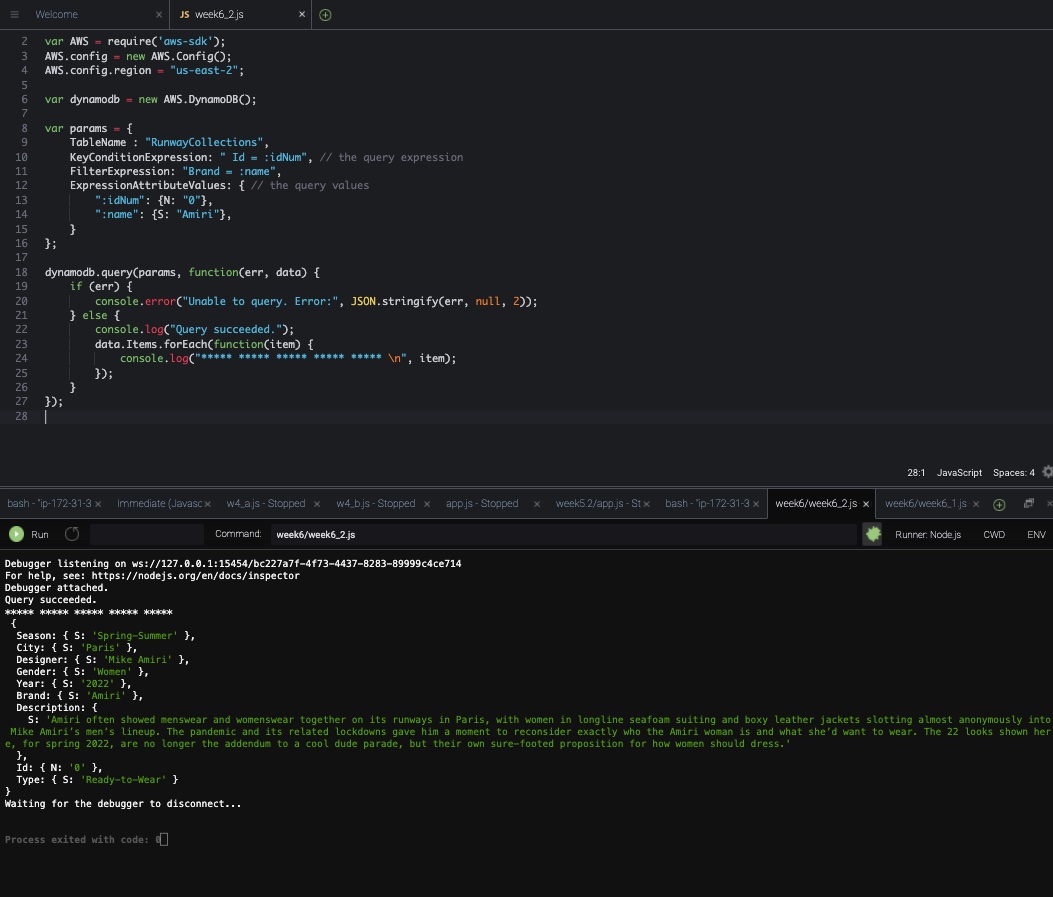 Welcome × JS week6_2.js ×
2 var AWS = require('aws-sdk');
3 AWS.config = new AWS.Config();
4 AWS.config.region = "us-east-2";
5
6 var dynamodb = new AWS.DynamoDB();
7
8 var params = {
9 TableName : "RunwayCollections",
10 KeyConditionExpression: " Id = :idNum", // the query expression
11 FilterExpression: "Brand = :name",
12 ExpressionAttributeValues: { // the query values
13 ":idNum": {N: "0"},
14 ":name": {S: "Amiri"},
15 }
16 };
17
18 dynamodb.query(params, function(err, data) {
19 if (err) {
20 console.error("Unable to query. Error:", JSON.stringify(err, null, 2));
21 } else {
22 console.log("Query succeeded.");
23 data.Items.forEach(function(item) {
24 console.log("***** ***** ***** ***** ***** \n", item);
25 });
26 }
27 });
28
28:1 JavaScript Spaces: 4
bash - "ip-172-31-3 × Immediate (Javasc × w4_a.js - Stopped × w4_b.js - Stopped × app.js - Stopped × week5.2/app.js - St × bash - "ip-172-31-3 × week6/week6_2.js × week6/week6_1.js ×
Run Command: week6/week6_2.js Runner: Node.js CWD ENV
Debugger listening on ws://127.0.0.1:15454/bc227a7f-4f73-4437-8283-89999c4ce714
For help, see: https://nodejs.org/en/docs/inspector
Debugger attached.
Query succeeded.
***** ***** ***** ***** *****
{
Season: { S: 'Spring-Summer' },
City: { S: 'Paris' },
Designer: { S: 'Mike Amiri' },
Gender: { S: 'Women' },
Year: { S: '2022' },
Brand: { S: 'Amiri' },
Description: {
S: 'Amiri often showed menswear and womenswear together on its runways in Paris, with women in longline seafoam suiting and boxy leather jackets slotting almost anonymously into
Mike Amiri’s men’s lineup. The pandemic and its related lockdowns gave him a moment to reconsider exactly who the Amiri woman is and what she’d want to wear. The 22 looks shown her
e, for spring 2022, are no longer the addendum to a cool dude parade, but their own sure-footed proposition for how women should dress.'
},
Id: { N: '0' },
Type: { S: 'Ready-to-Wear' }
}
Waiting for the debugger to disconnect...
Process exited with code: 0